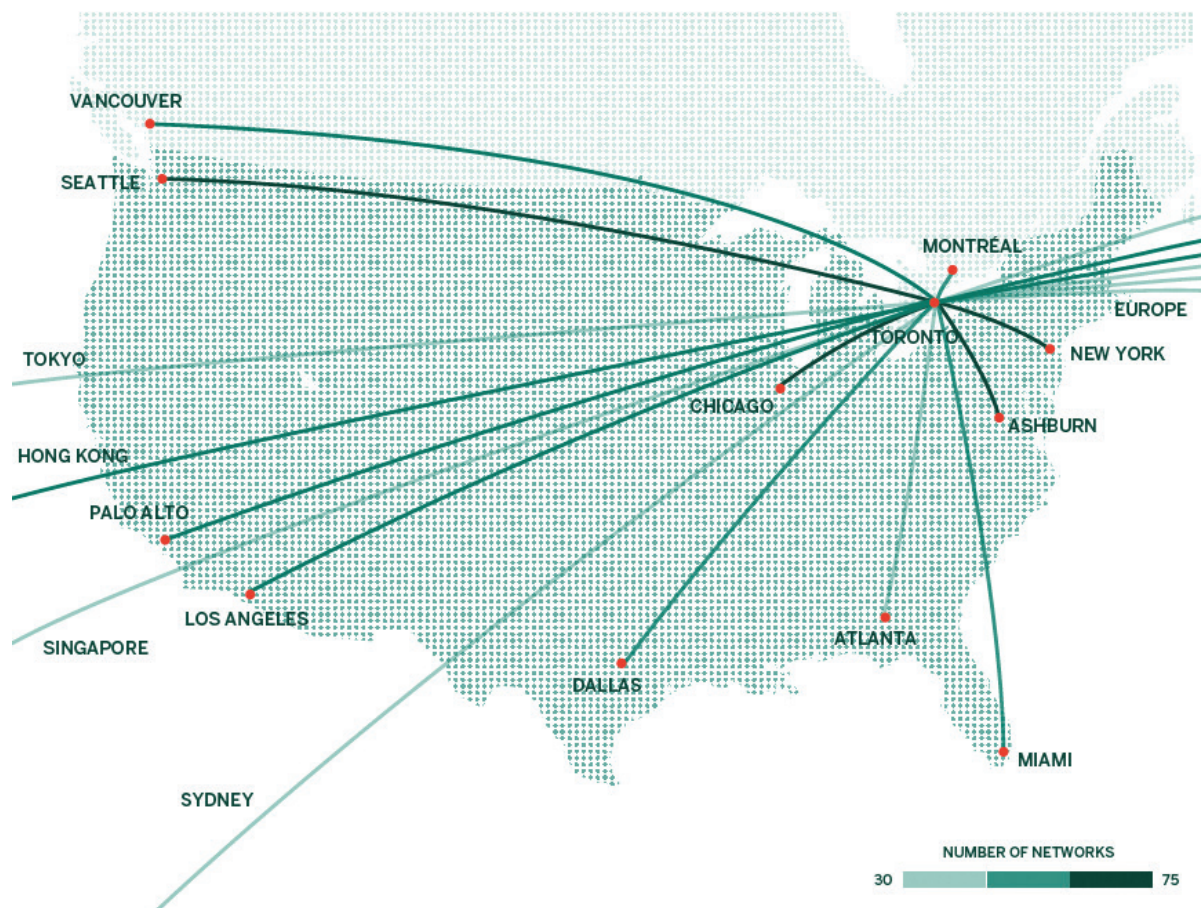 VANCOUVER
SEATTLE
MONTRÉAL
EUROPE
TORONTO
TOKYO
NEW YORK
CHICAGO
ASHBURN
HONG KONG
PALO ALTO
LOS ANGELES
ATLANTA
SINGAPORE
DALLAS
MIAMI
SYDNEY
NUMBER OF NETWORKS
30 75